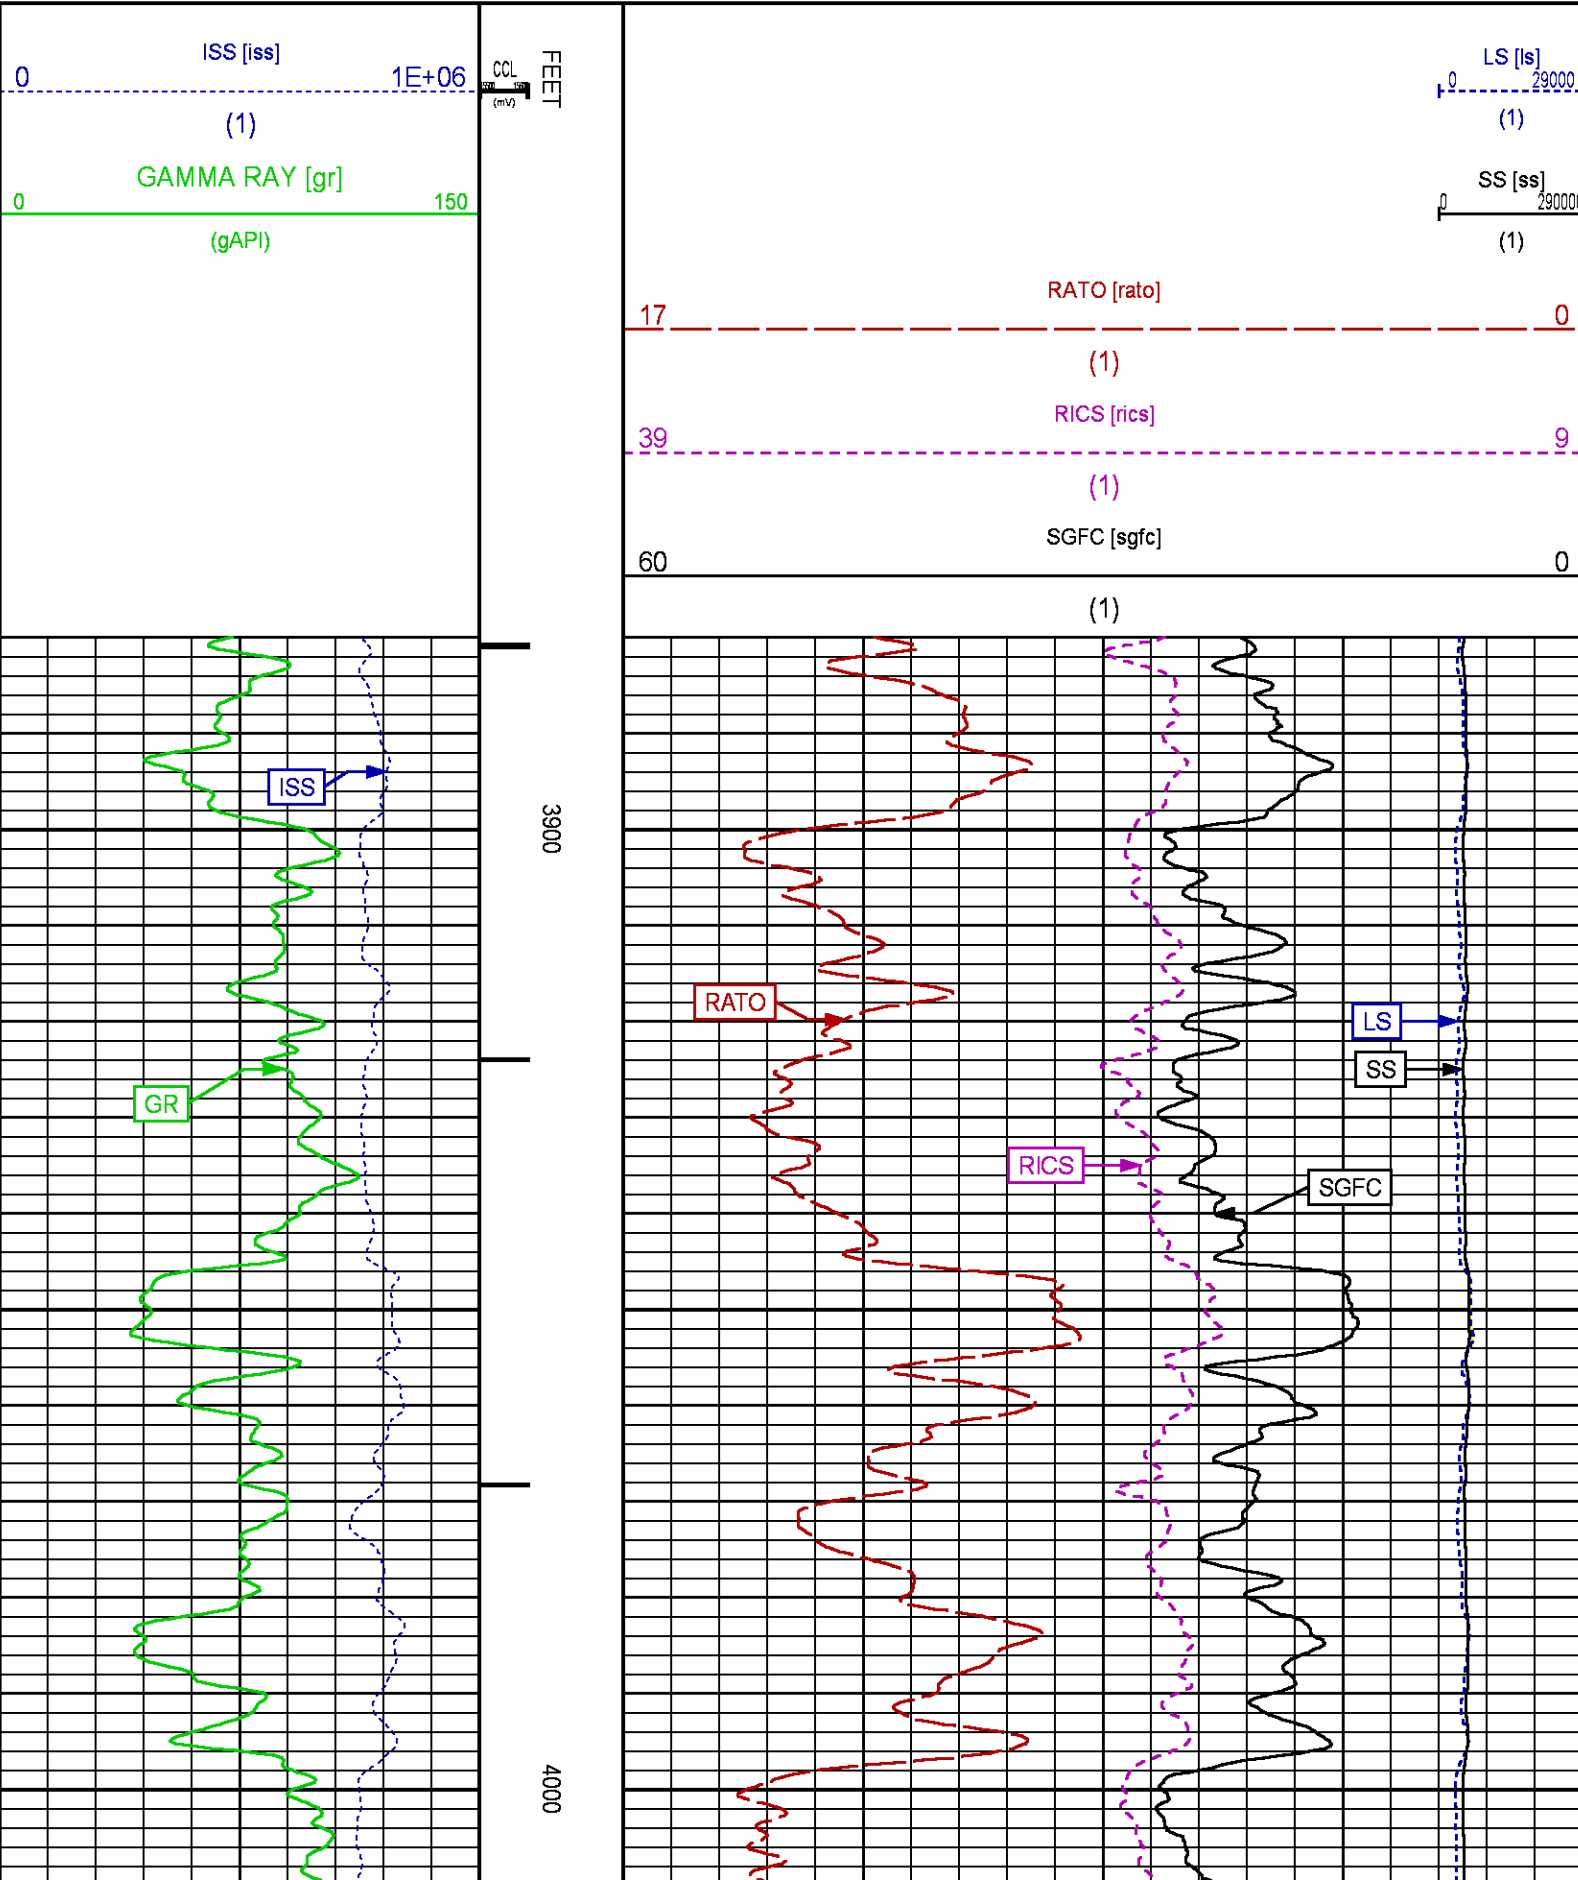 ISS [iss]
0 1E+06
(1)
GAMMA RAY [gr]
0 150
(gAPI)
CCL
(mV)
FEET
LS [ls]
0 29000
(1)
SS [ss]
0 290000
(1)
RATO [rato]
17 0
(1)
RICS [rics]
39 9
(1)
SGFC [sgfc]
60 0
(1)
ISS
3900
RATO
LS
SS
GR
RICS
SGFC
4000